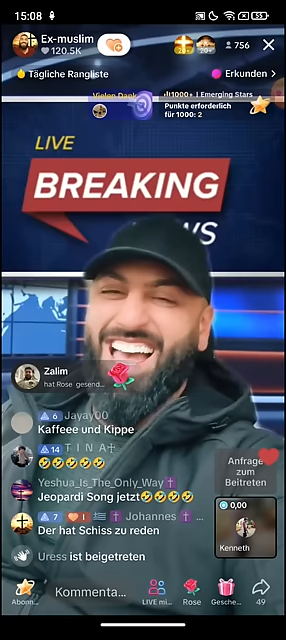 15:08
55
Ex-muslim
120.5K
756
Tägliche Rangliste
Erkunden
Vielen Dank
1000+ | Emerging Stars
Punkte erforderlich
für 1000: 2
LIVE
BREAKING
NEWS
Zalim
hat Rose gesend...
6 Jayay00
Kaffeee und Kippe
14 T I N A
🤣🤣🤣🤣🤣
Yeshua_Is_The_Only_Way✝️
Jeopardi Song jetzt🤣🤣🤣🤣
7 I 🇬🇷 ✝️ Johannes ✝️ ...
Der hat Schiss zu reden
Uress ist beigetreten
Anfrage
zum
Beitreten
0,00
Kenneth
Kommenta...
Abonn...
LIVE mi...
Rose
Gesche...
49